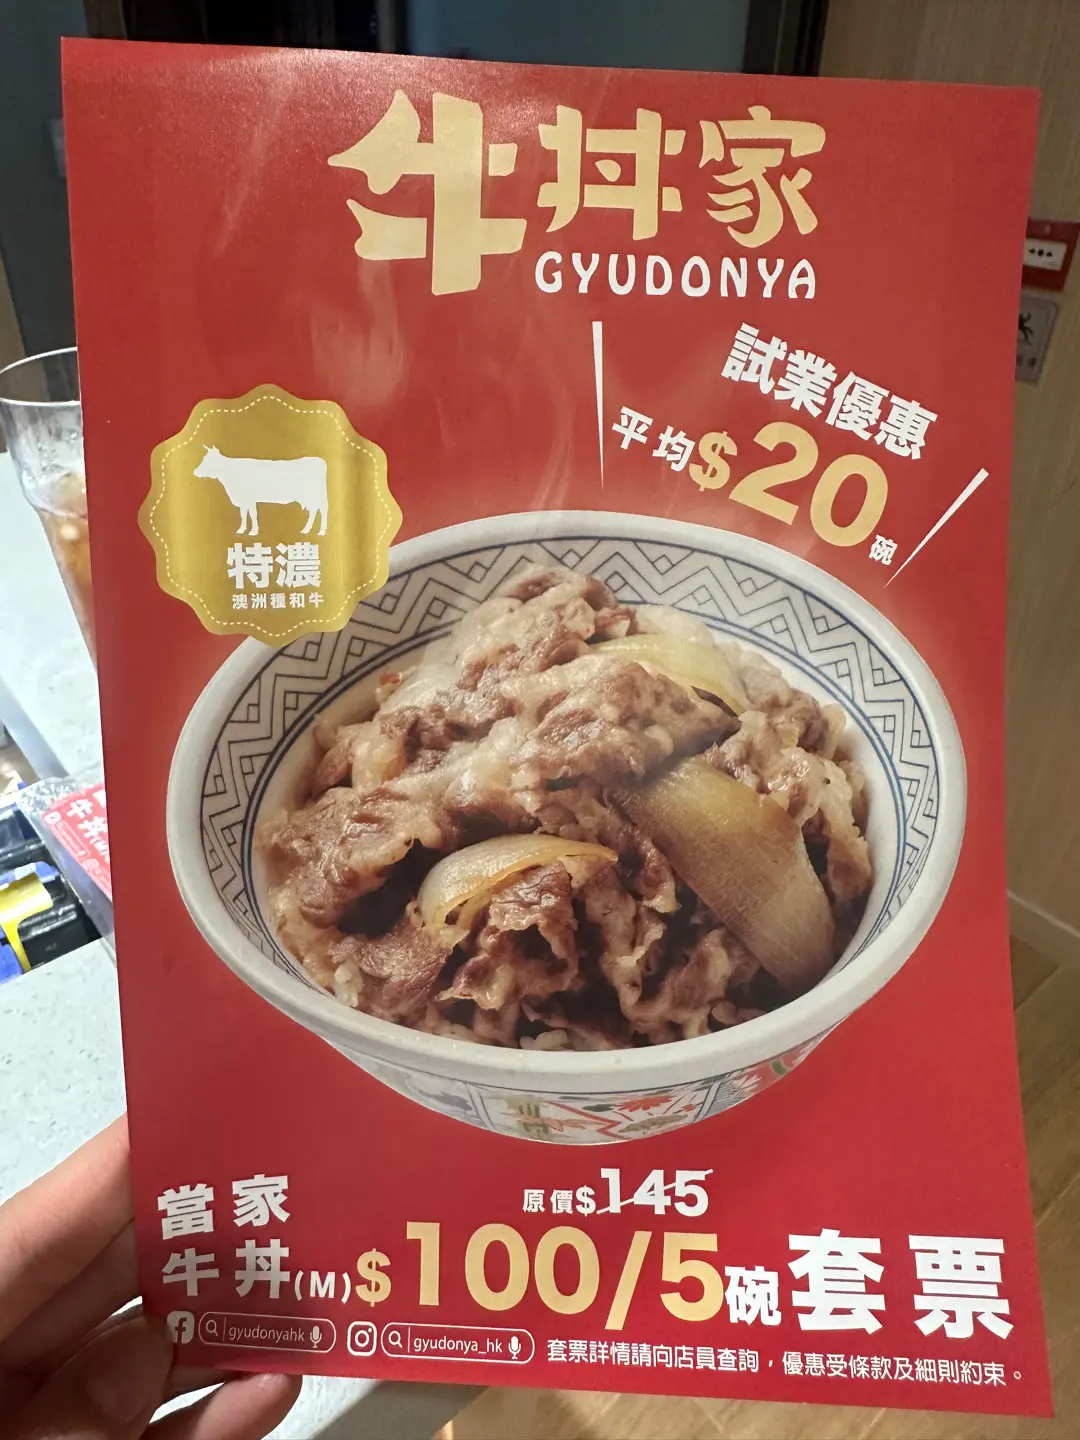 牛丼家
GYUDONYA
試業優惠
平均$20碗
特濃
澳洲種和牛
原價$145
當家
牛丼(M)$100/5碗套票
gyudonyahk
gyudonya_hk
套票詳情請向店員查詢，優惠受條款及細則約束。
牛丼